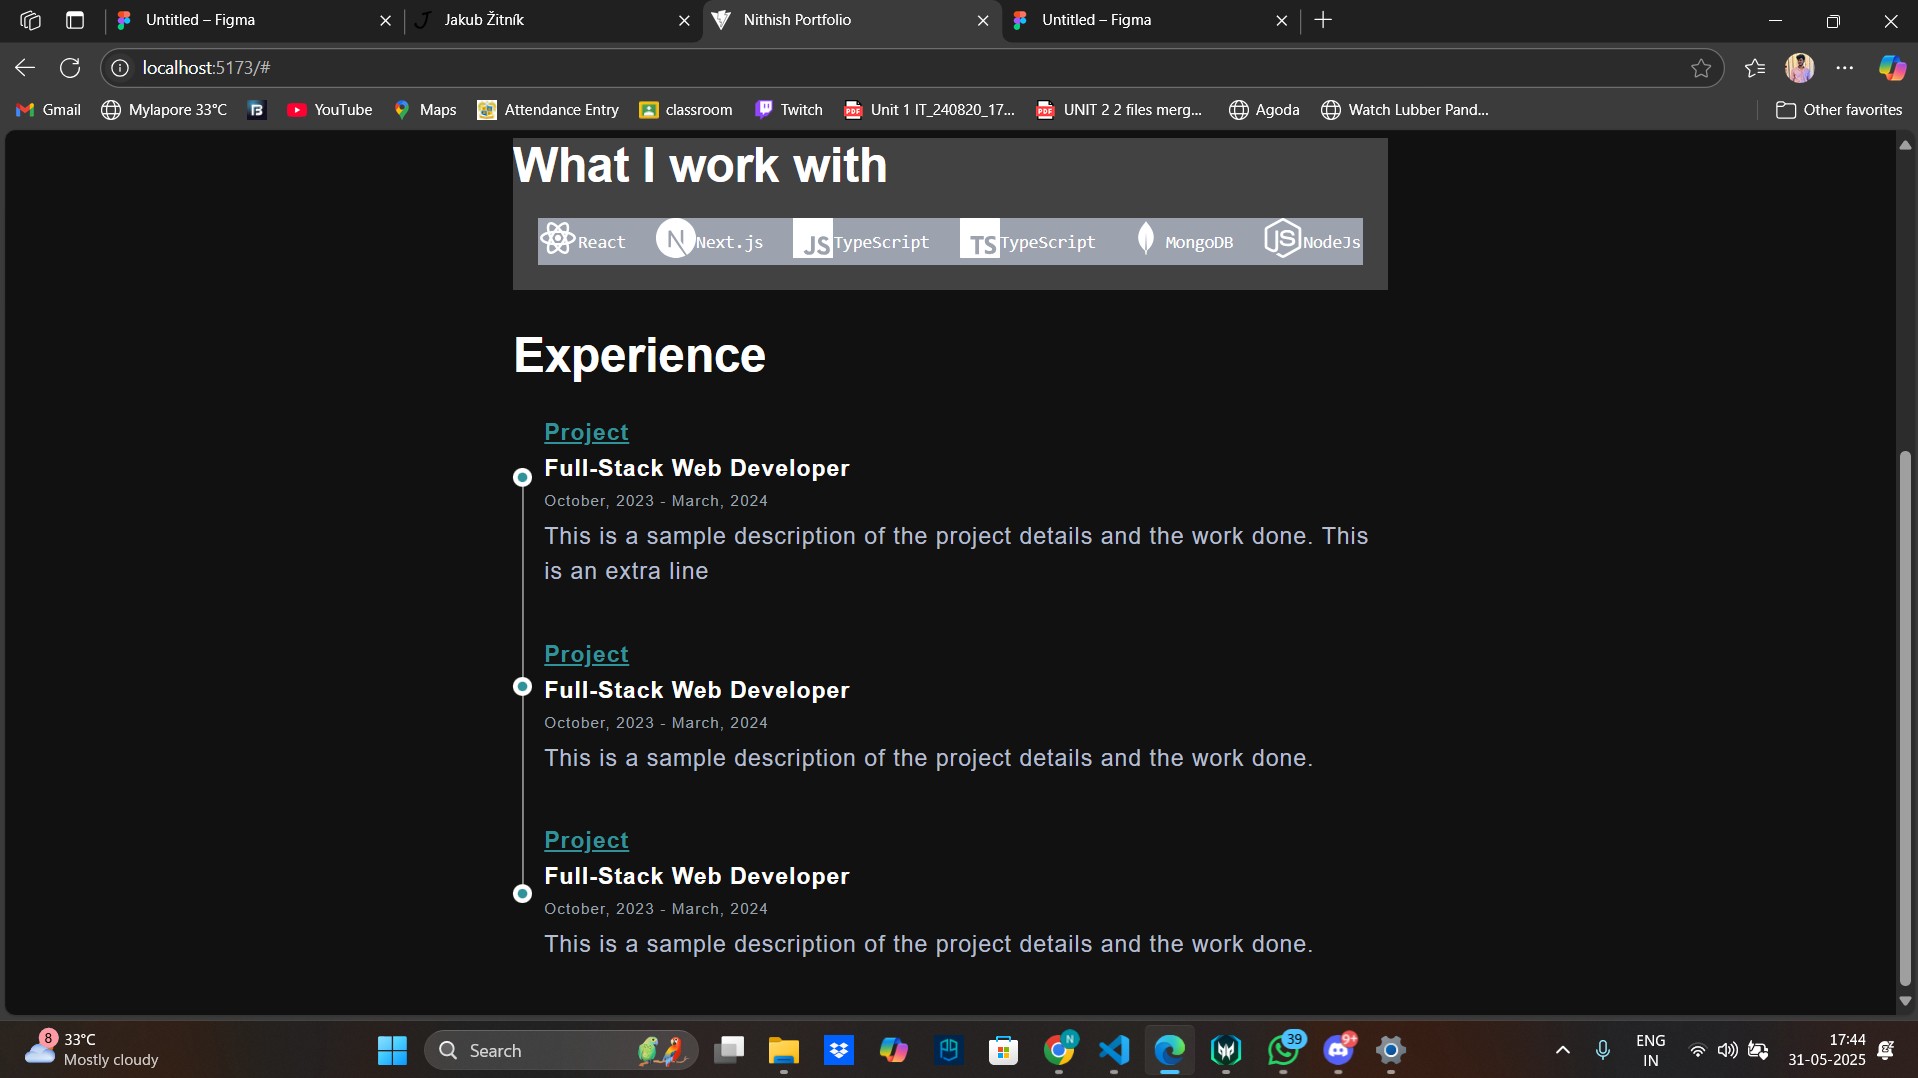 Untitled – Figma
Jakub Žitník
Nithish Portfolio
Untitled – Figma
localhost:5173/#
Gmail
Mylapore 33°C
YouTube
Maps
Attendance Entry
classroom
Twitch
PDF
Unit 1 IT_240820_17...
PDF
UNIT 2 2 files merg...
Agoda
Watch Lubber Pand...
Other favorites
What I work with
React
N
Next.js
JS
TypeScript
TS
TypeScript
MongoDB
JS
NodeJs
Experience
Project
Full-Stack Web Developer
October, 2023 - March, 2024
This is a sample description of the project details and the work done. This
is an extra line
Project
Full-Stack Web Developer
October, 2023 - March, 2024
This is a sample description of the project details and the work done.
Project
Full-Stack Web Developer
October, 2023 - March, 2024
This is a sample description of the project details and the work done.
8
33°C
Mostly cloudy
Search
N
39
9+
ENG
IN
17:44
31-05-2025